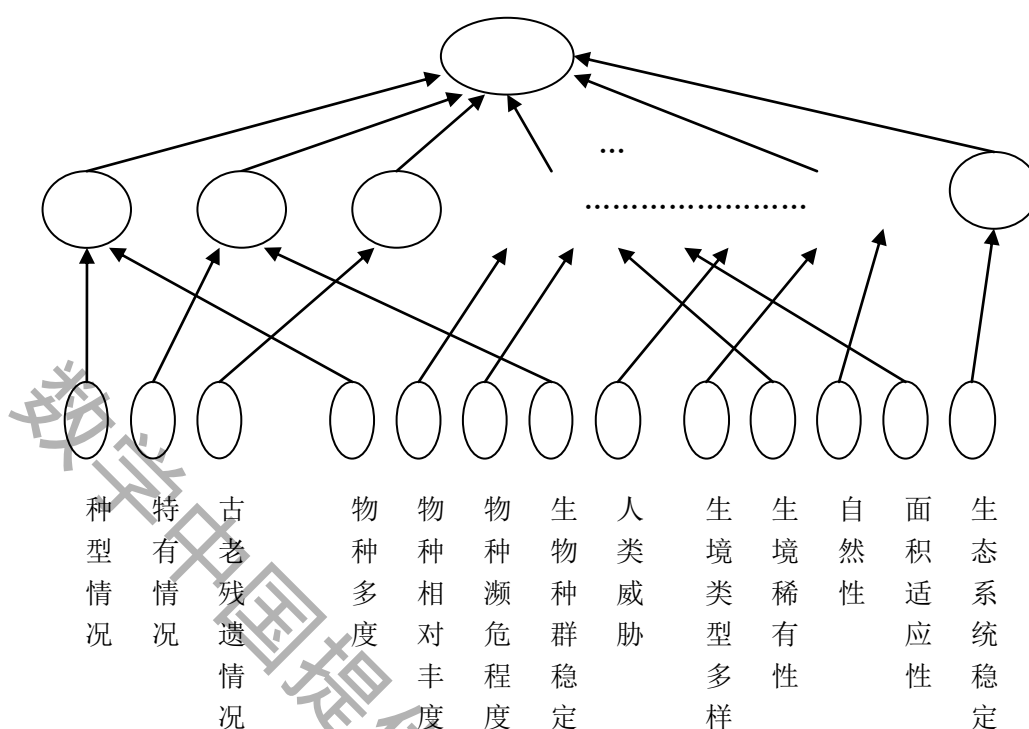 …
……………………
种型情况
特有情况
古老残遗情况
物种多度
物种相对丰度
物种濒危程度
生物种群稳定
人类威胁
生境类型多样
生境稀有性
自然性
面积适应性
生态系统稳定
数学中国提